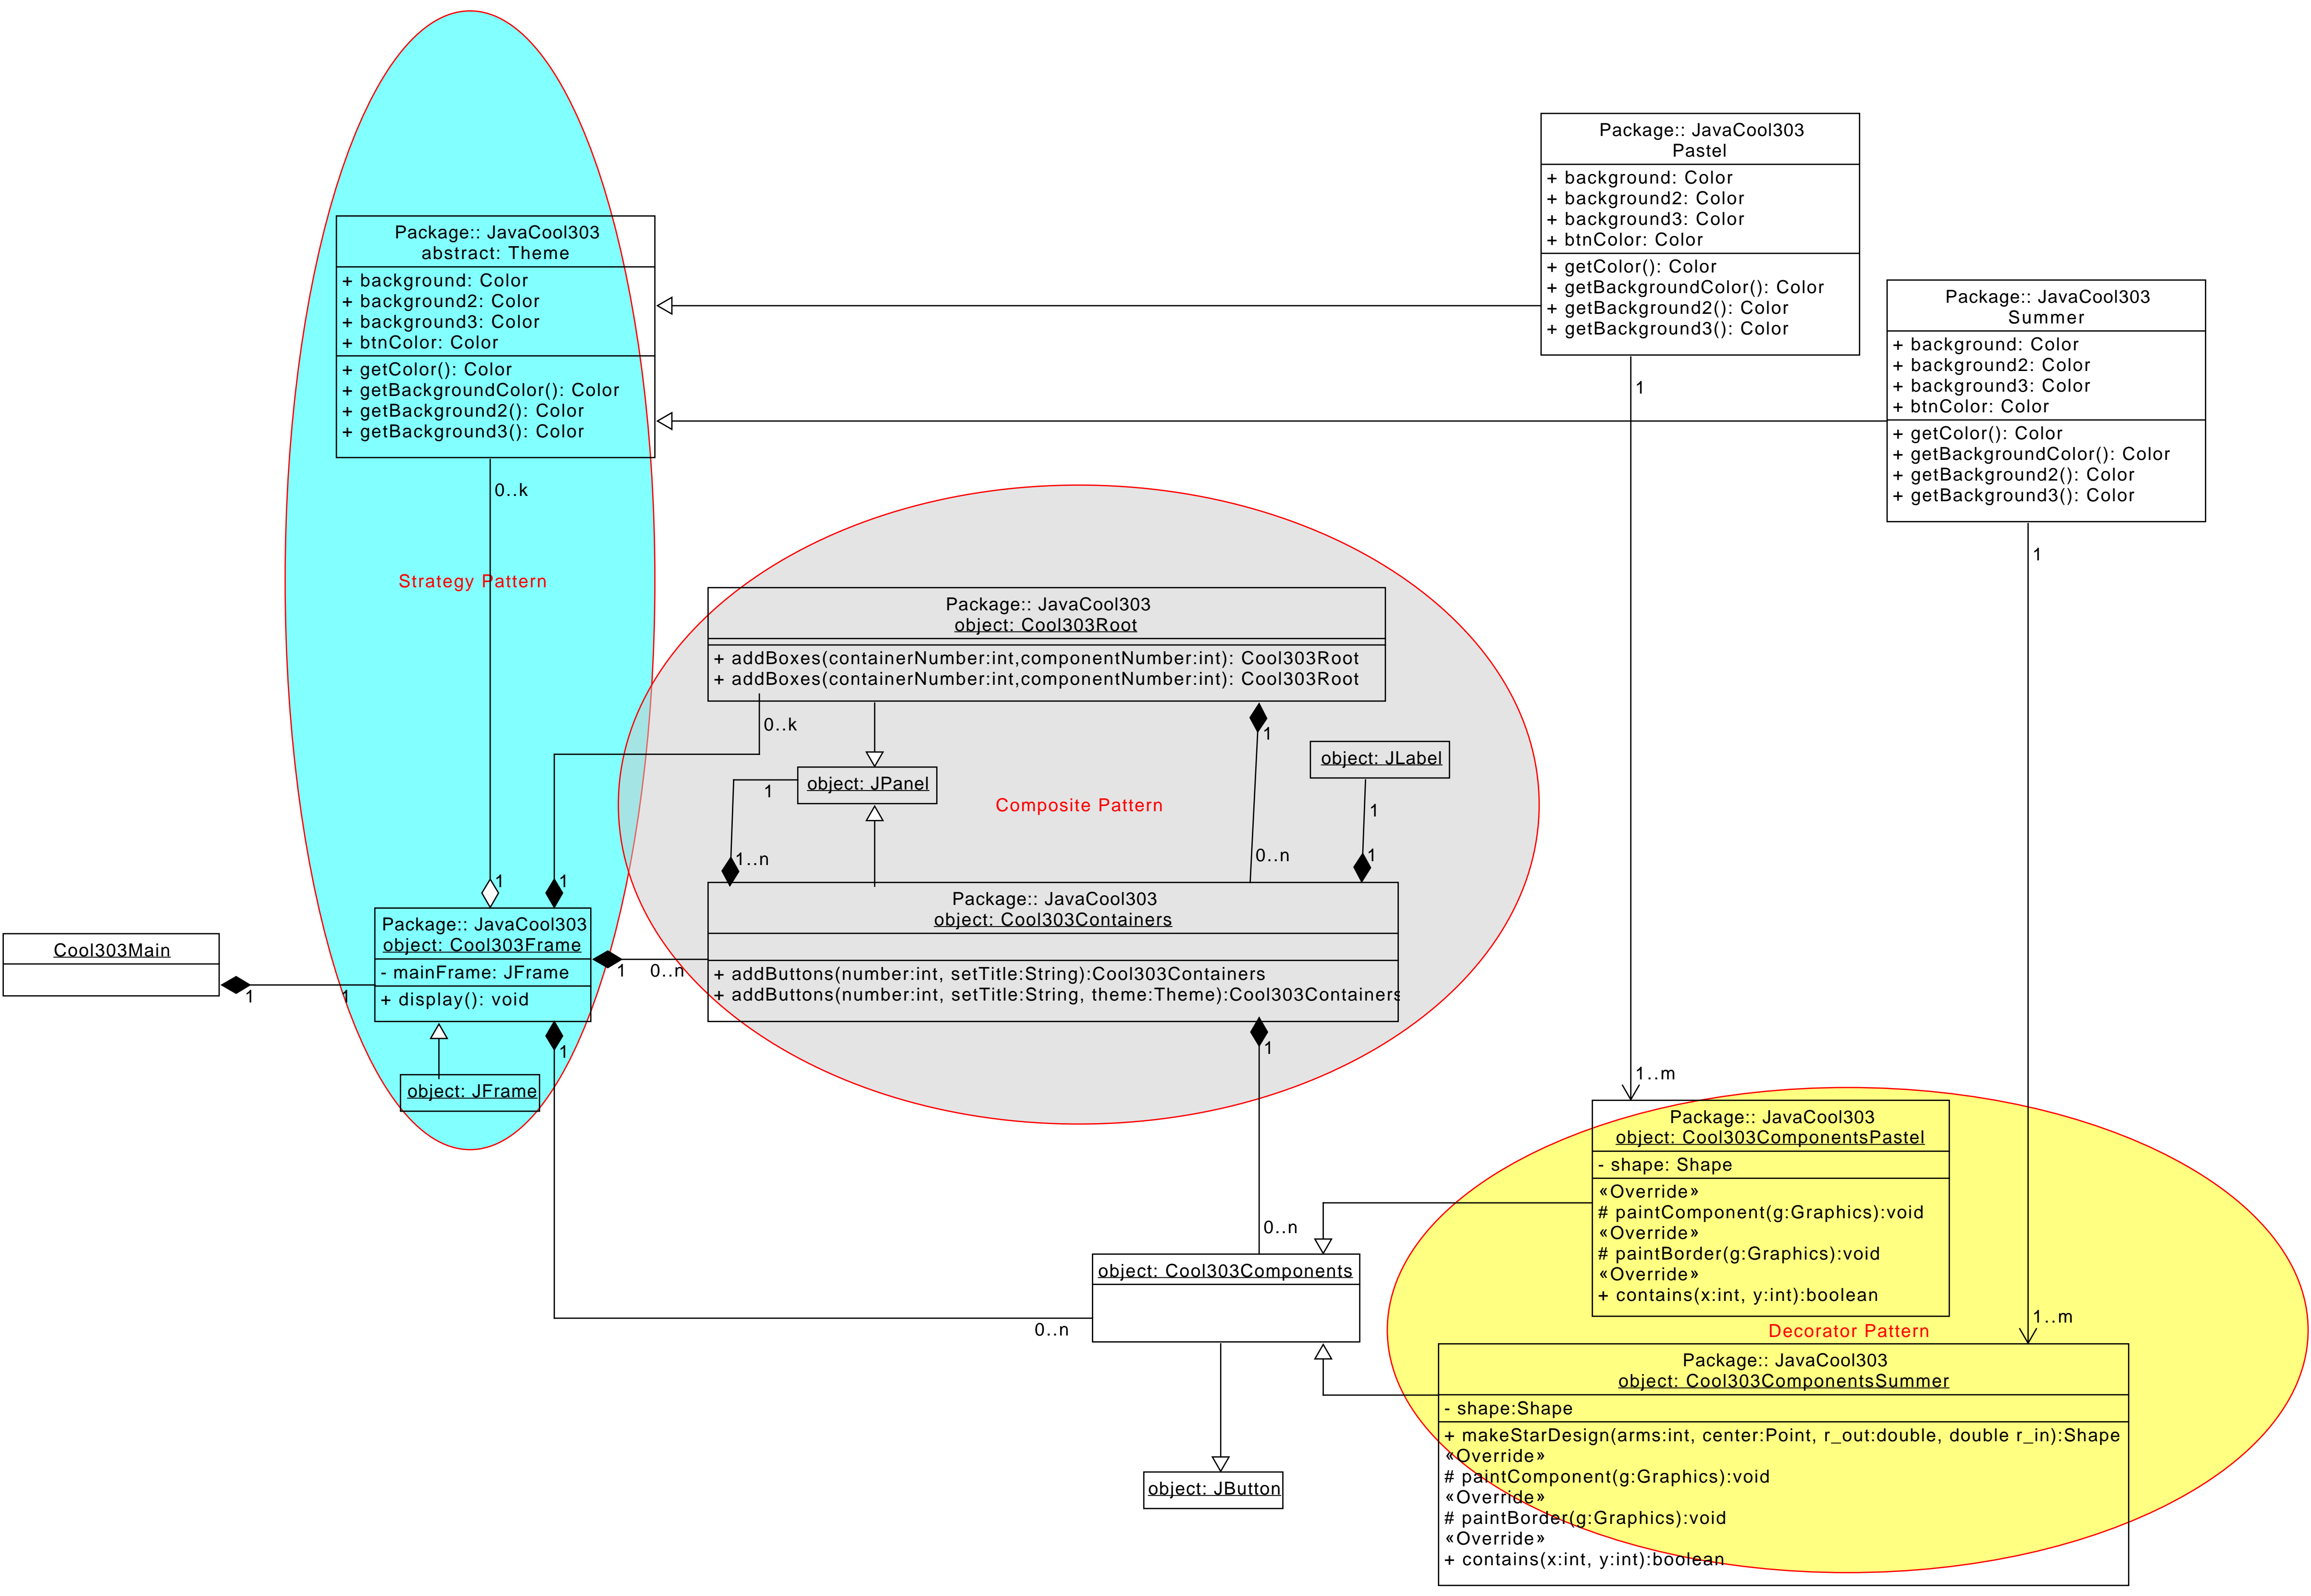 Package:: JavaCool303
Pastel
+ background: Color
+ background2: Color
+ background3: Color
+ btnColor: Color
+ getColor(): Color
+ getBackgroundColor(): Color
+ getBackground2(): Color
+ getBackground3(): Color
1
Package:: JavaCool303
abstract: Theme
+ background: Color
+ background2: Color
+ background3: Color
+ btnColor: Color
+ getColor(): Color
+ getBackgroundColor(): Color
+ getBackground2(): Color
+ getBackground3(): Color
0..k
Package:: JavaCool303
Summer
+ background: Color
+ background2: Color
+ background3: Color
+ btnColor: Color
+ getColor(): Color
+ getBackgroundColor(): Color
+ getBackground2(): Color
+ getBackground3(): Color
1
Strategy Pattern
Package:: JavaCool303
object: Cool303Root
+ addBoxes(containerNumber:int,componentNumber:int): Cool303Root
+ addBoxes(containerNumber:int,componentNumber:int): Cool303Root
0..k
1
object: JLabel
object: JPanel
1
Composite Pattern
1
1..n
0..n
1
1
1
Package:: JavaCool303
object: Cool303Containers
+ addButtons(number:int, setTitle:String):Cool303Containers
+ addButtons(number:int, setTitle:String, theme:Theme):Cool303Containers
Package:: JavaCool303
object: Cool303Frame
- mainFrame: JFrame
+ display(): void
1
0..n
Cool303Main
1
1
1
1
object: JFrame
1..m
Package:: JavaCool303
object: Cool303ComponentsPastel
- shape: Shape
«Override»
# paintComponent(g:Graphics):void
«Override»
# paintBorder(g:Graphics):void
«Override»
+ contains(x:int, y:int):boolean
0..n
object: Cool303Components
0..n
1..m
Decorator Pattern
Package:: JavaCool303
object: Cool303ComponentsSummer
- shape:Shape
+ makeStarDesign(arms:int, center:Point, r_out:double, double r_in):Shape
«Override»
# paintComponent(g:Graphics):void
«Override»
# paintBorder(g:Graphics):void
«Override»
+ contains(x:int, y:int):boolean
object: JButton